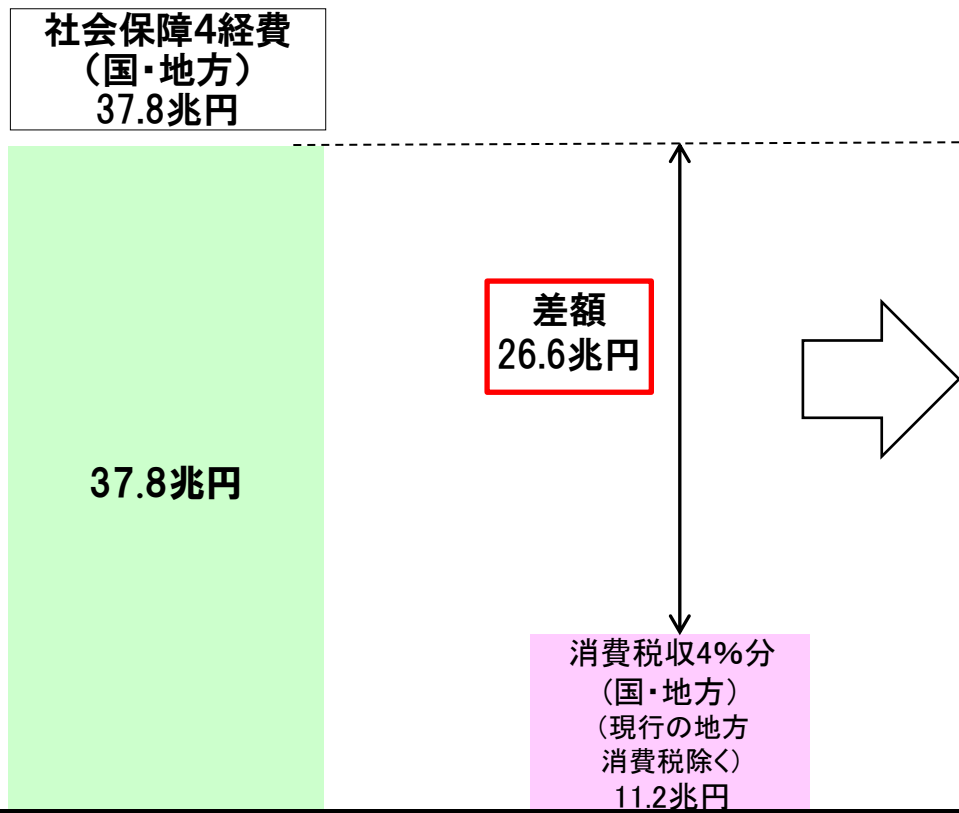 社会保障4経費
(国・地方)
37.8兆円
差額
26.6兆円
37.8兆円
消費税収4%分
(国・地方)
(現行の地方
消費税除く)
11.2兆円